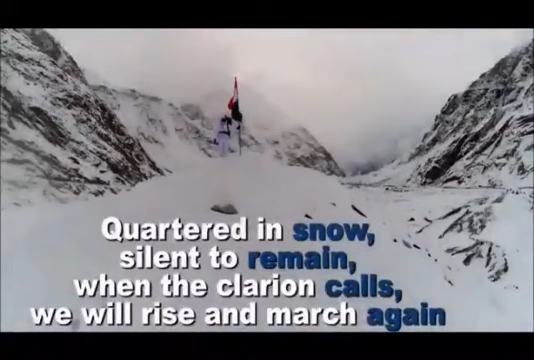 Quartered in snow,
silent to remain,
when the clarion calls,
we will rise and march again